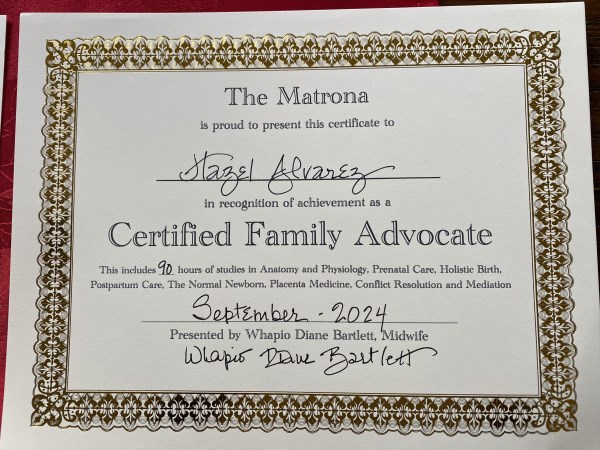 The Matrona
is proud to present this certificate to
Hazel Alvarez
in recognition of achievement as a
Certified Family Advocate
This includes 90 hours of studies in Anatomy and Physiology, Prenatal Care, Holistic Birth,
Postpartum Care, The Normal Newborn, Placenta Medicine, Conflict Resolution and Mediation
September - 2024
Presented by Whapio Diane Bartlett, Midwife
Whapio Diane Bartlett